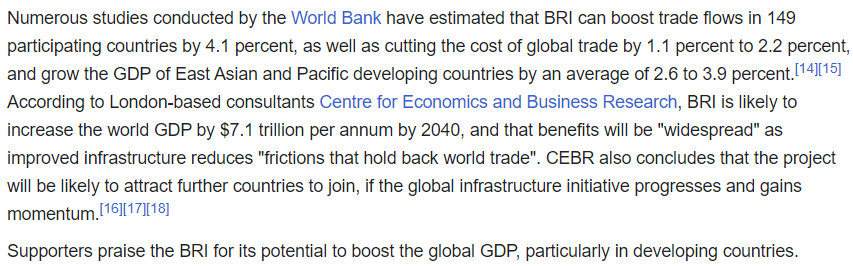 Numerous studies conducted by the World Bank have estimated that BRI can boost trade flows in 149
participating countries by 4.1 percent, as well as cutting the cost of global trade by 1.1 percent to 2.2 percent,
and grow the GDP of East Asian and Pacific developing countries by an average of 2.6 to 3.9 percent.[14][15]
According to London-based consultants Centre for Economics and Business Research, BRI is likely to
increase the world GDP by $7.1 trillion per annum by 2040, and that benefits will be "widespread" as
improved infrastructure reduces "frictions that hold back world trade". CEBR also concludes that the project
will be likely to attract further countries to join, if the global infrastructure initiative progresses and gains
momentum.[16][17][18]
Supporters praise the BRI for its potential to boost the global GDP, particularly in developing countries.